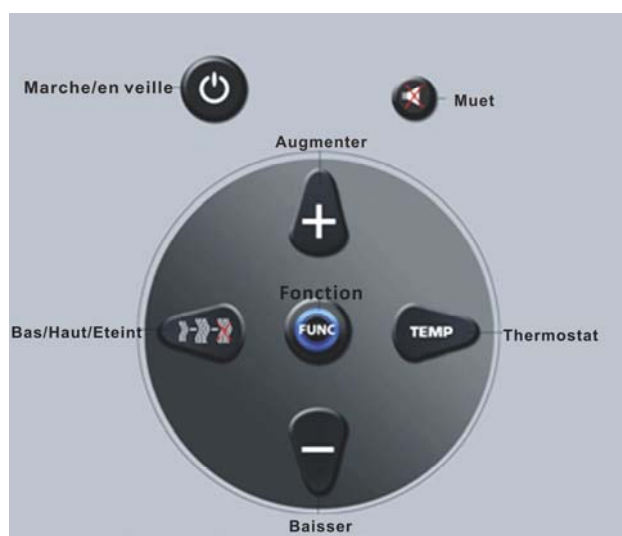 Marche/en veille
Muet
Augmenter
+
Fonction
Bas/Haut/Eteint
FUNC
TEMP
Thermostat
−
Baisser